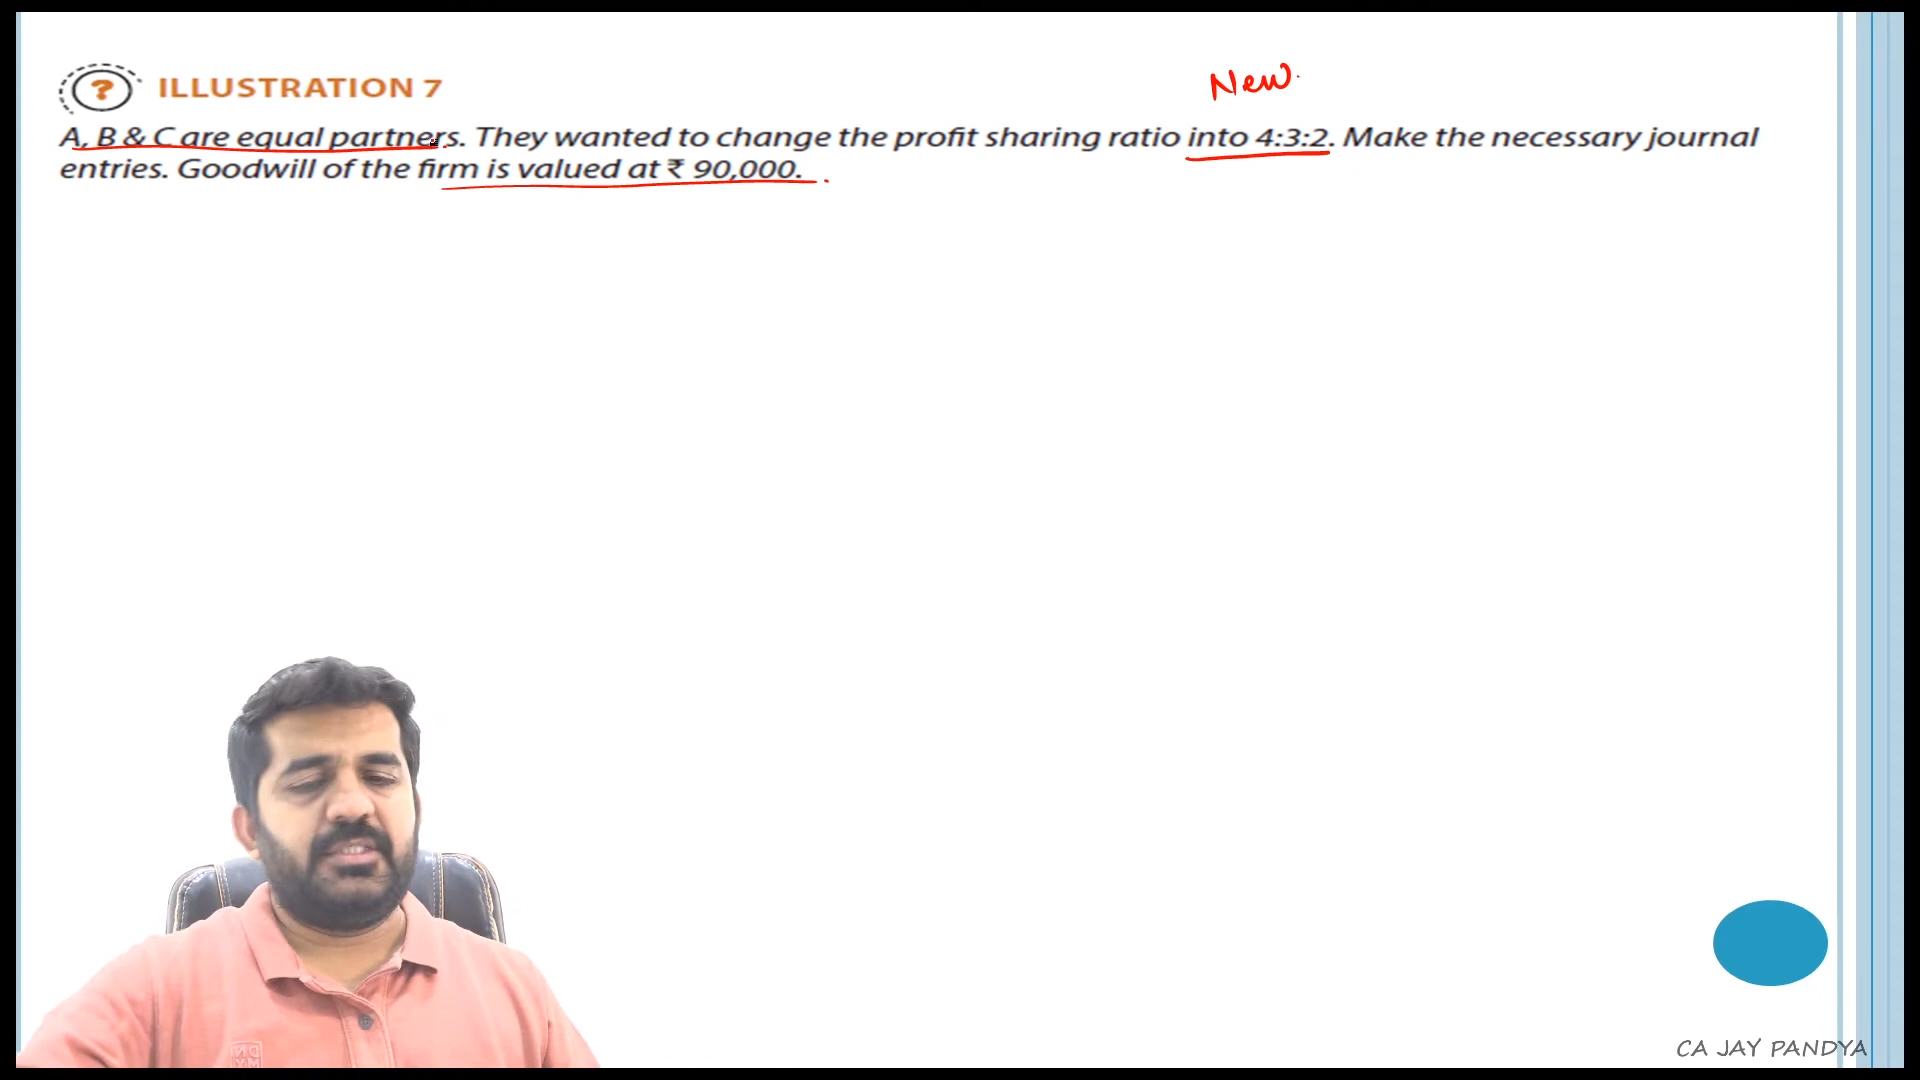 New.
? ILLUSTRATION 7
A, B & C are equal partners. They wanted to change the profit sharing ratio into 4:3:2. Make the necessary journal
entries. Goodwill of the firm is valued at ₹ 90,000.
CA JAY PANDYA